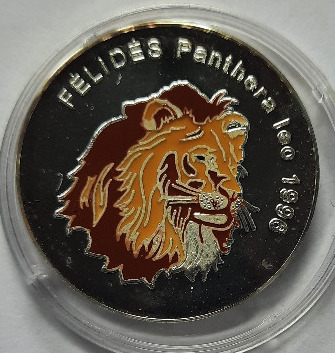 FÉLIDÉS Panthera leo 1996